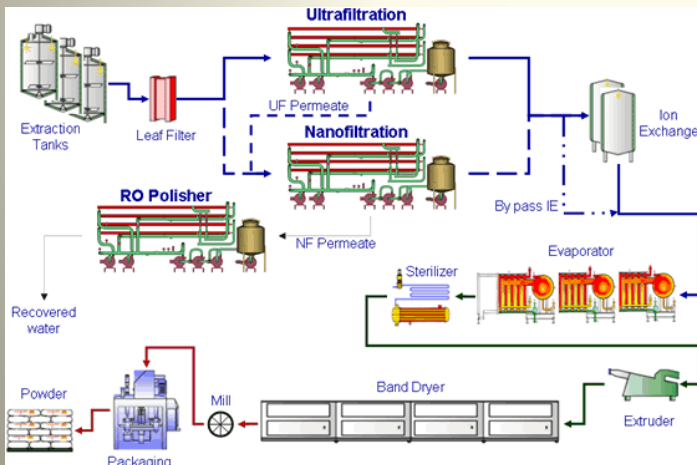 Ultrafiltration
UF Permeate
Extraction
Tanks
Leaf Filter
Nanofiltration
Ion
Exchange
RO Polisher
By pass IE
NF Permeate
Evaporator
Sterilizer
Recovered
water
Powder
Band Dryer
Mill
Extruder
Packaging